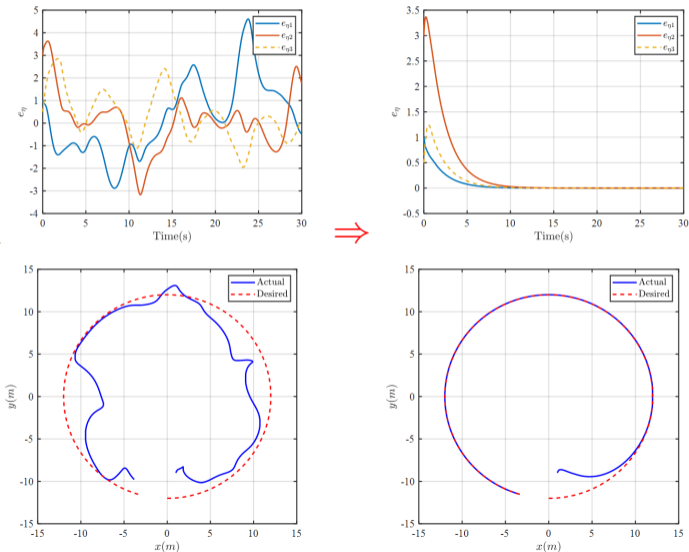 5
4
3
2
1
0
-1
-2
-3
-4
0 5 10 15 20 25 30
e_η
Time(s)
e_η1
e_η2
e_η3
3.5
3
2.5
2
1.5
1
0.5
0
-0.5
0 5 10 15 20 25 30
e_η
Time(s)
e_η1
e_η2
e_η3
⇒
15
10
5
0
-5
-10
-15
-15 -10 -5 0 5 10 15
y(m)
x(m)
Actual
Desired
15
10
5
0
-5
-10
-15
-15 -10 -5 0 5 10 15
y(m)
x(m)
Actual
Desired